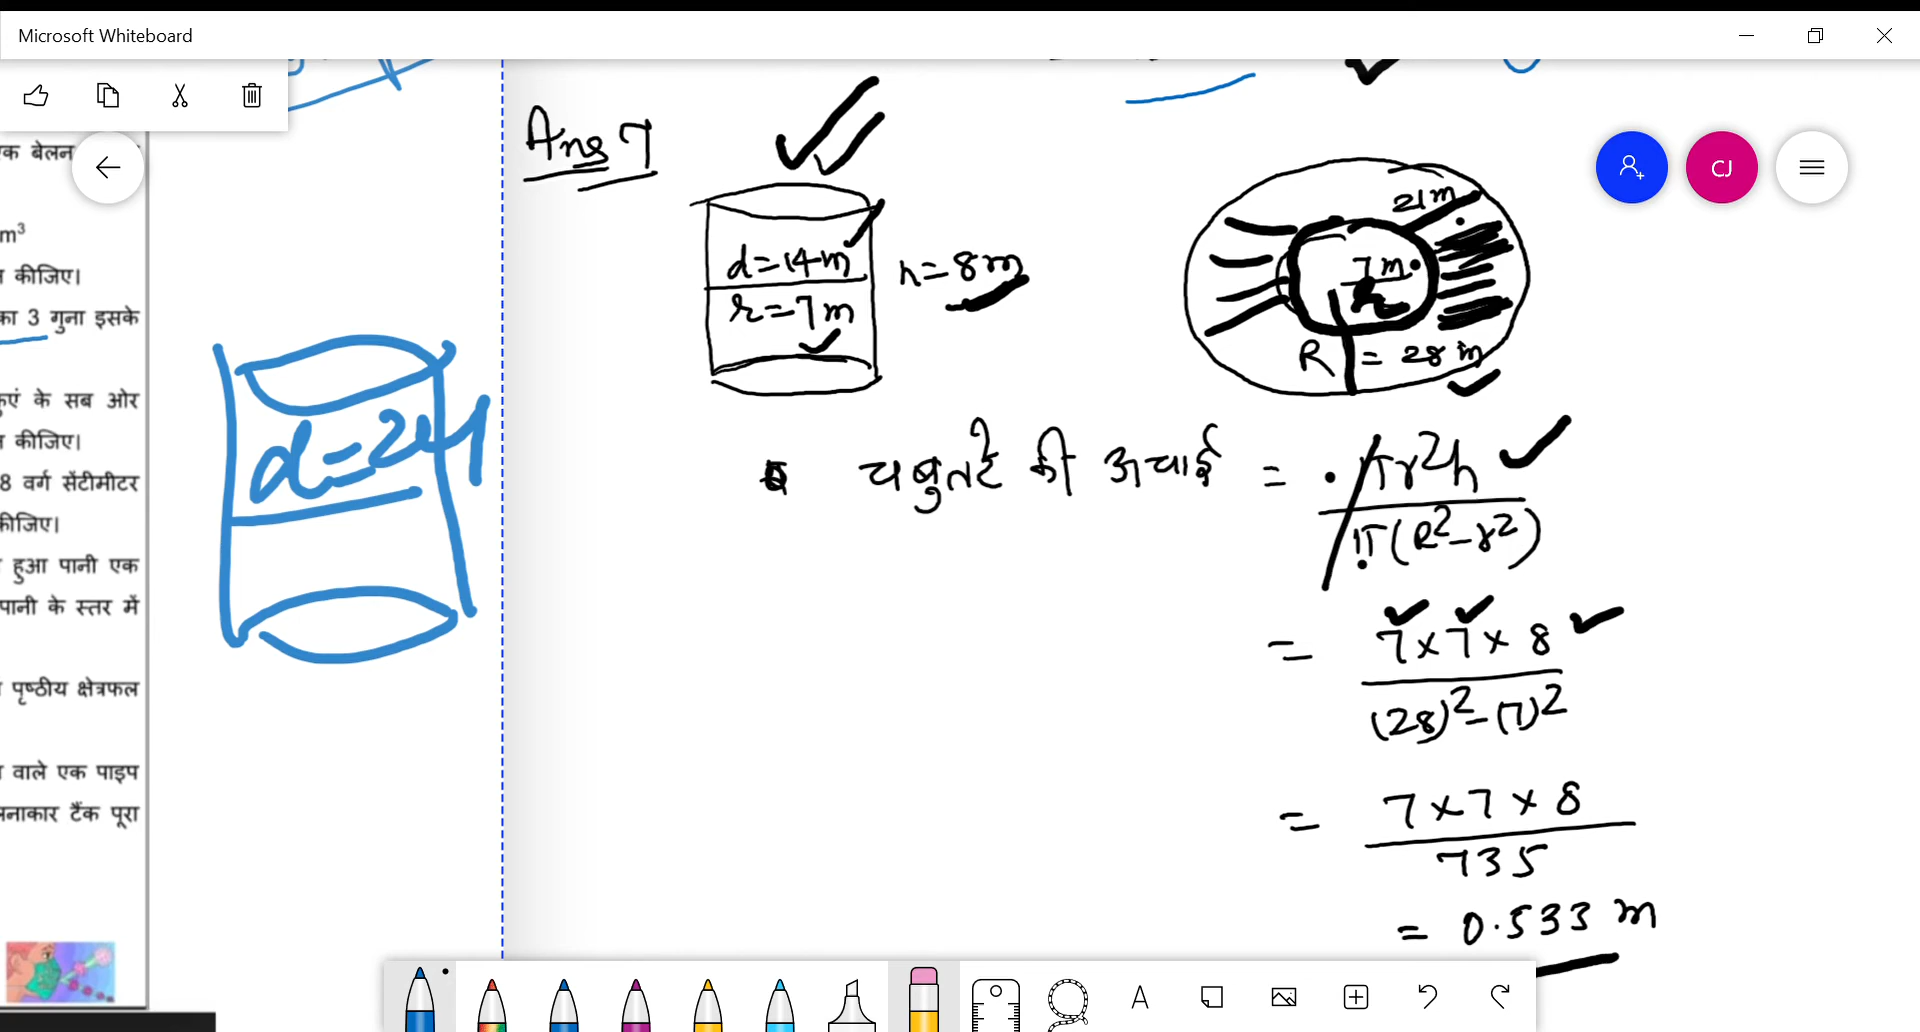 Microsoft Whiteboard
क बेलन
m³
कीजिए।
का 3 गुना इसके
कुएं के सब ओर
कीजिए।
8 वर्ग सेंटीमीटर
कीजिए।
हुआ पानी एक
पानी के स्तर में
पृष्ठीय क्षेत्रफल
वाले एक पाइप
टैंक पूरा
d=24
Ans 7
d=14m
r=7m
h=8m
21m
7m
r
R = 28 m
CJ
की = πr²h
π(R²-r²)
= 7×7×8
(28)²-(7)²
= 7×7×8
735
= 0.533 m
A